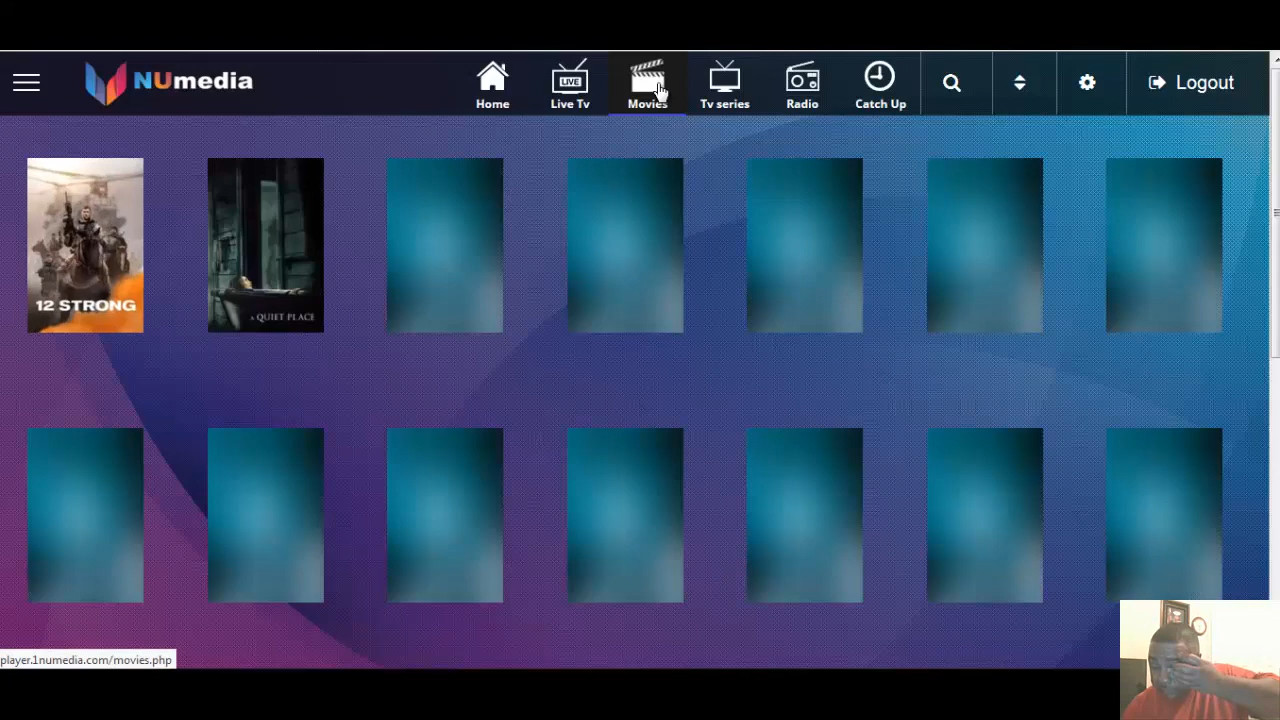 NUmedia
Home
LIVE
Live Tv
Movies
Tv series
Radio
Catch Up
Logout
12 STRONG
A QUIET PLACE
player.1numedia.com/movies.php